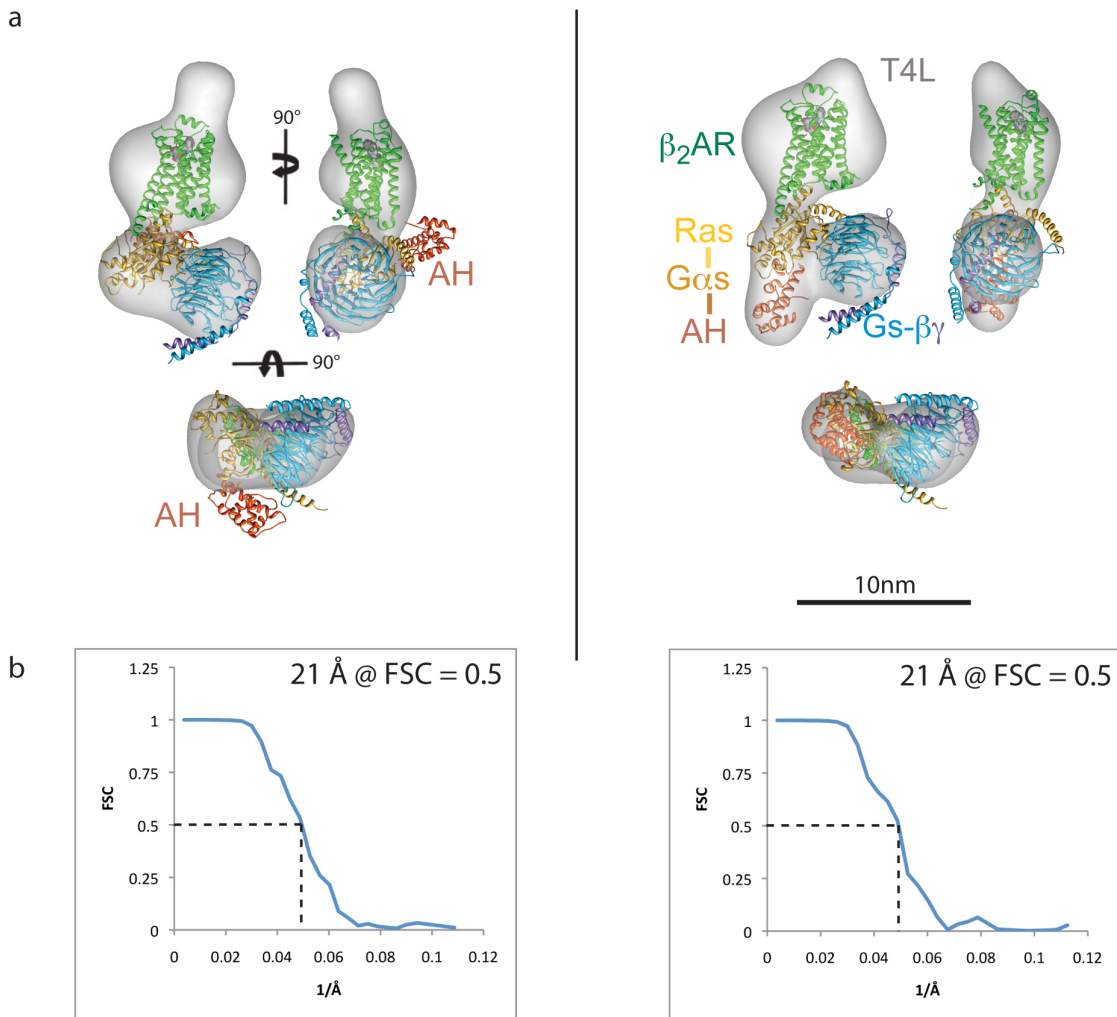 a
90°
AH
90°
AH
T4L
β₂AR
Ras
Gαs
AH
Gs-βγ
10nm
b
21 Å @ FSC = 0.5
1.25
1
0.75
0.5
0.25
0
FSC
0 0.02 0.04 0.06 0.08 0.1 0.12
1/Å
21 Å @ FSC = 0.5
1.25
1
0.75
0.5
0.25
0
FSC
0 0.02 0.04 0.06 0.08 0.1 0.12
1/Å